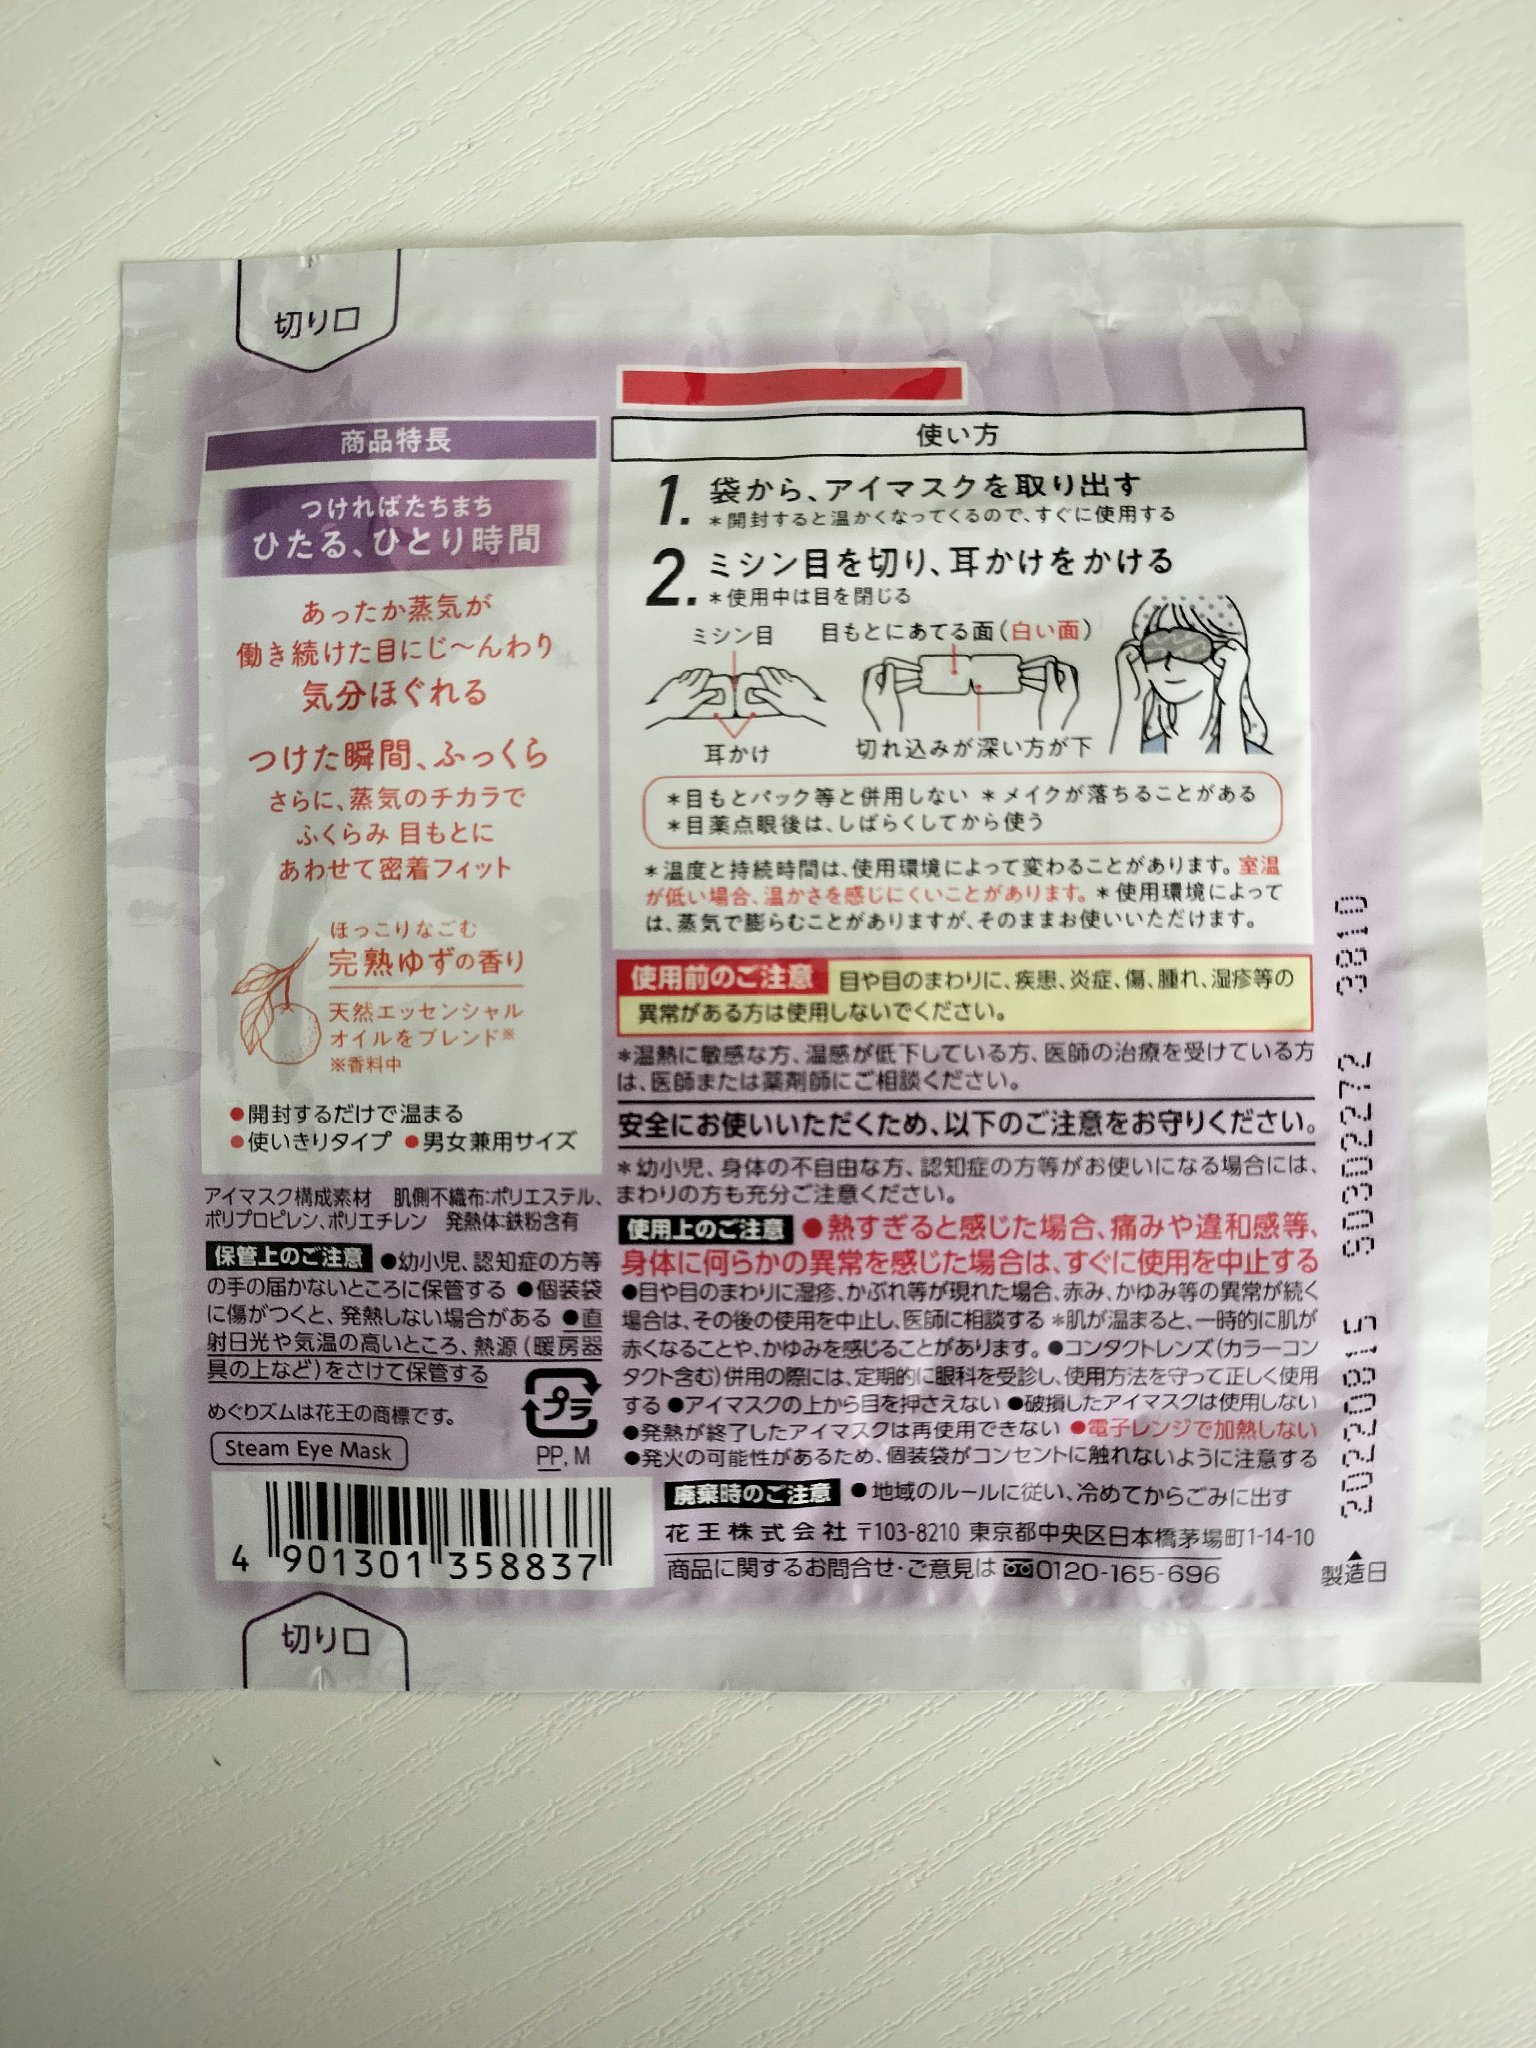 切り口
商品特長
つければたちまち
ひたる、ひとり時間
あったか蒸気が
働き続けた目にじ～んわり
気分ほぐれる
つけた瞬間、ふっくら
さらに、蒸気のチカラで
ふくらみ 目もとに
あわせて密着フィット
ほっこりなごむ
完熟ゆずの香り
天然エッセンシャル
オイルをブレンド※
※香料中
●開封するだけで温まる
●使いきりタイプ ●男女兼用サイズ
アイマスク構成素材　肌側不織布:ポリエステル、
ポリプロピレン、ポリエチレン　発熱体:鉄粉含有
保管上のご注意 ●幼小児、認知症の方等
の手の届かないところに保管する ●個装袋
に傷がつくと、発熱しない場合がある ●直
射日光や気温の高いところ、熱源（暖房器
具の上など）をさけて保管する
めぐりズムは花王の商標です。
Steam Eye Mask
プラ
PP, M
4 901301 358837
切り口
使い方
1. 袋から、アイマスクを取り出す
＊開封すると温かくなってくるので、すぐに使用する
2. ミシン目を切り、耳かけをかける
＊使用中は目を閉じる
ミシン目　目もとにあてる面（白い面）
耳かけ　切れ込みが深い方が下
＊目もとパック等と併用しない ＊メイクが落ちることがある
＊目薬点眼後は、しばらくしてから使う
＊温度と持続時間は、使用環境によって変わることがあります。室温
が低い場合、温かさを感じにくいことがあります。＊使用環境によって
は、蒸気で膨らむことがありますが、そのままお使いいただけます。
使用前のご注意 目や目のまわりに、疾患、炎症、傷、腫れ、湿疹等の
異常がある方は使用しないでください。
＊温熱に敏感な方、温感が低下している方、医師の治療を受けている方
は、医師または薬剤師にご相談ください。
安全にお使いいただくため、以下のご注意をお守りください。
＊幼小児、身体の不自由な方、認知症の方等がお使いになる場合には、
まわりの方も充分ご注意ください。
使用上のご注意 ●熱すぎると感じた場合、痛みや違和感等、
身体に何らかの異常を感じた場合は、すぐに使用を中止する
●目や目のまわりに湿疹、かぶれ等が現れた場合、赤み、かゆみ等の異常が続く
場合は、その後の使用を中止し、医師に相談する ＊肌が温まると、一時的に肌が
赤くなることや、かゆみを感じることがあります。●コンタクトレンズ（カラーコン
タクト含む）併用の際には、定期的に眼科を受診し、使用方法を守って正しく使用
する ●アイマスクの上から目を押さえない ●破損したアイマスクは使用しない
●発熱が終了したアイマスクは再使用できない ●電子レンジで加熱しない
●発火の可能性があるため、個装袋がコンセントに触れないように注意する
廃棄時のご注意 ●地域のルールに従い、冷めてからごみに出す
花王株式会社 〒103-8210 東京都中央区日本橋茅場町1-14-10
商品に関するお問合せ・ご意見は 0120-165-696
▲
製造日